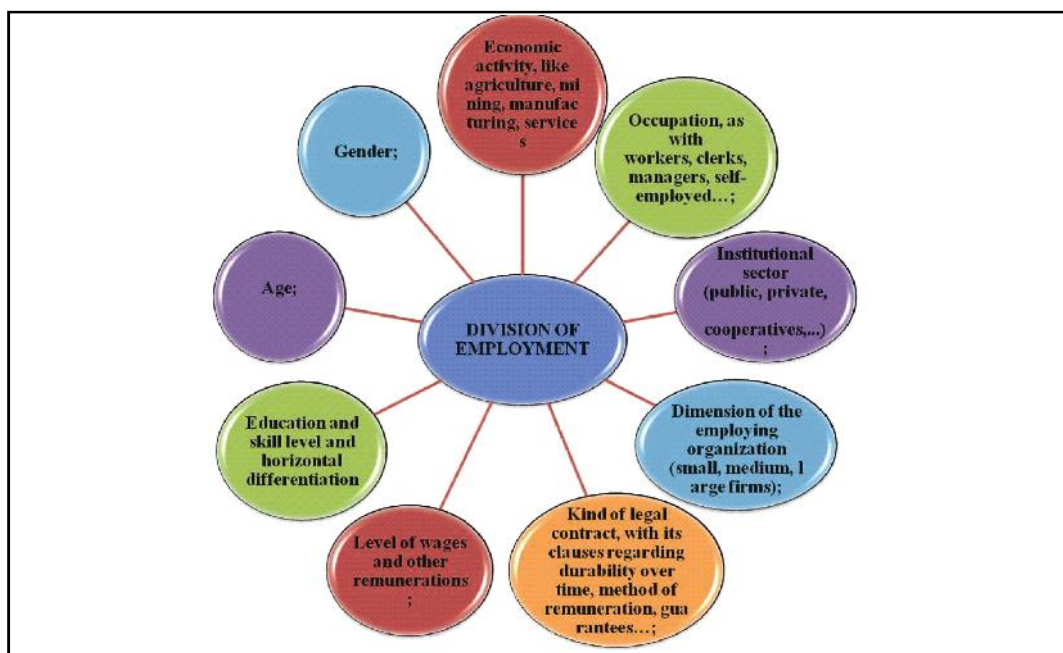 Economic
activity, like
agriculture, mi
ning, manufac
turing, service
s
Occupation, as
with
workers, clerks,
managers, self-
employed…;
Institutional
sector
(public, private,
cooperatives,...)
;
Dimension of the
employing
organization
(small, medium, l
arge firms);
Kind of legal
contract, with its
clauses regarding
durability over
time, method of
remuneration, gua
rantees…;
Level of wages
and other
remunerations
;
Education and
skill level and
horizontal
differentiation
Age;
Gender;
DIVISION OF
EMPLOYMENT